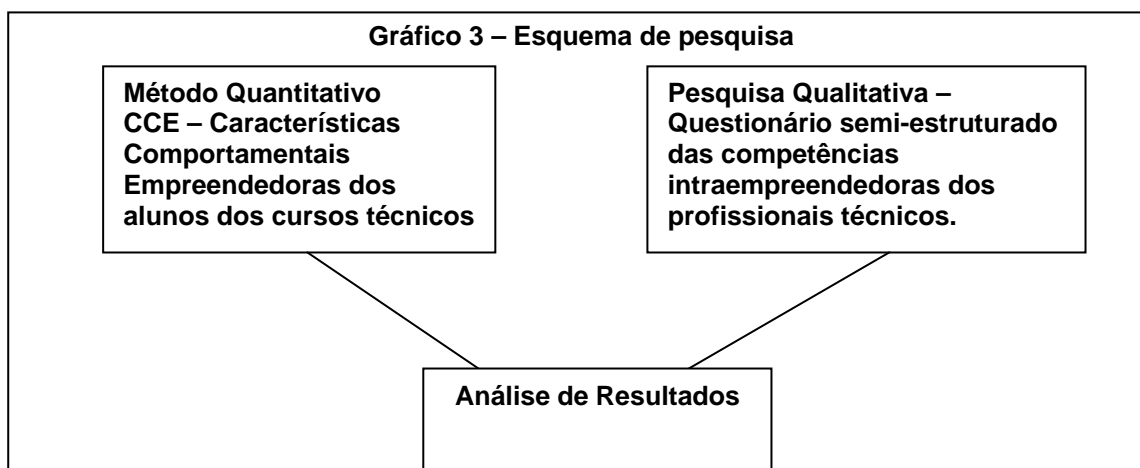 Gráfico 3 – Esquema de pesquisa
Método Quantitativo
CCE – Características
Comportamentais
Empreendedoras dos
alunos dos cursos técnicos
Pesquisa Qualitativa –
Questionário semi-estruturado
das competências
intraempreendedoras dos
profissionais técnicos.
Análise de Resultados